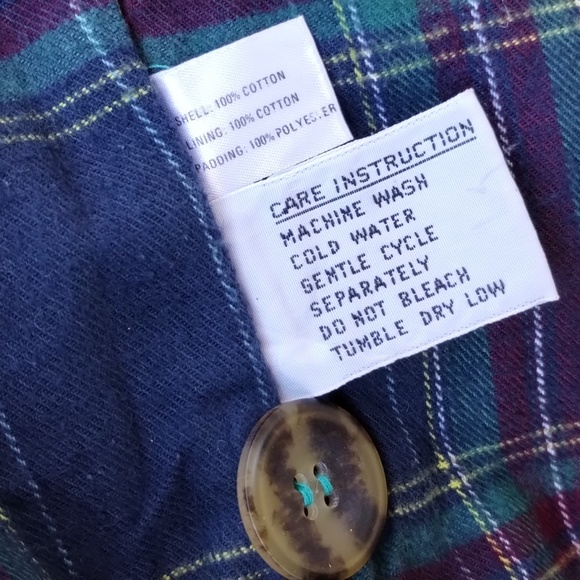 SHELL: 100% COTTON
LINING: 100% COTTON
PADDING: 100% POLYESTER
CARE INSTRUCTION
MACHINE WASH
COLD WATER
GENTLE CYCLE
SEPARATELY
DO NOT BLEACH
TUMBLE DRY LOW